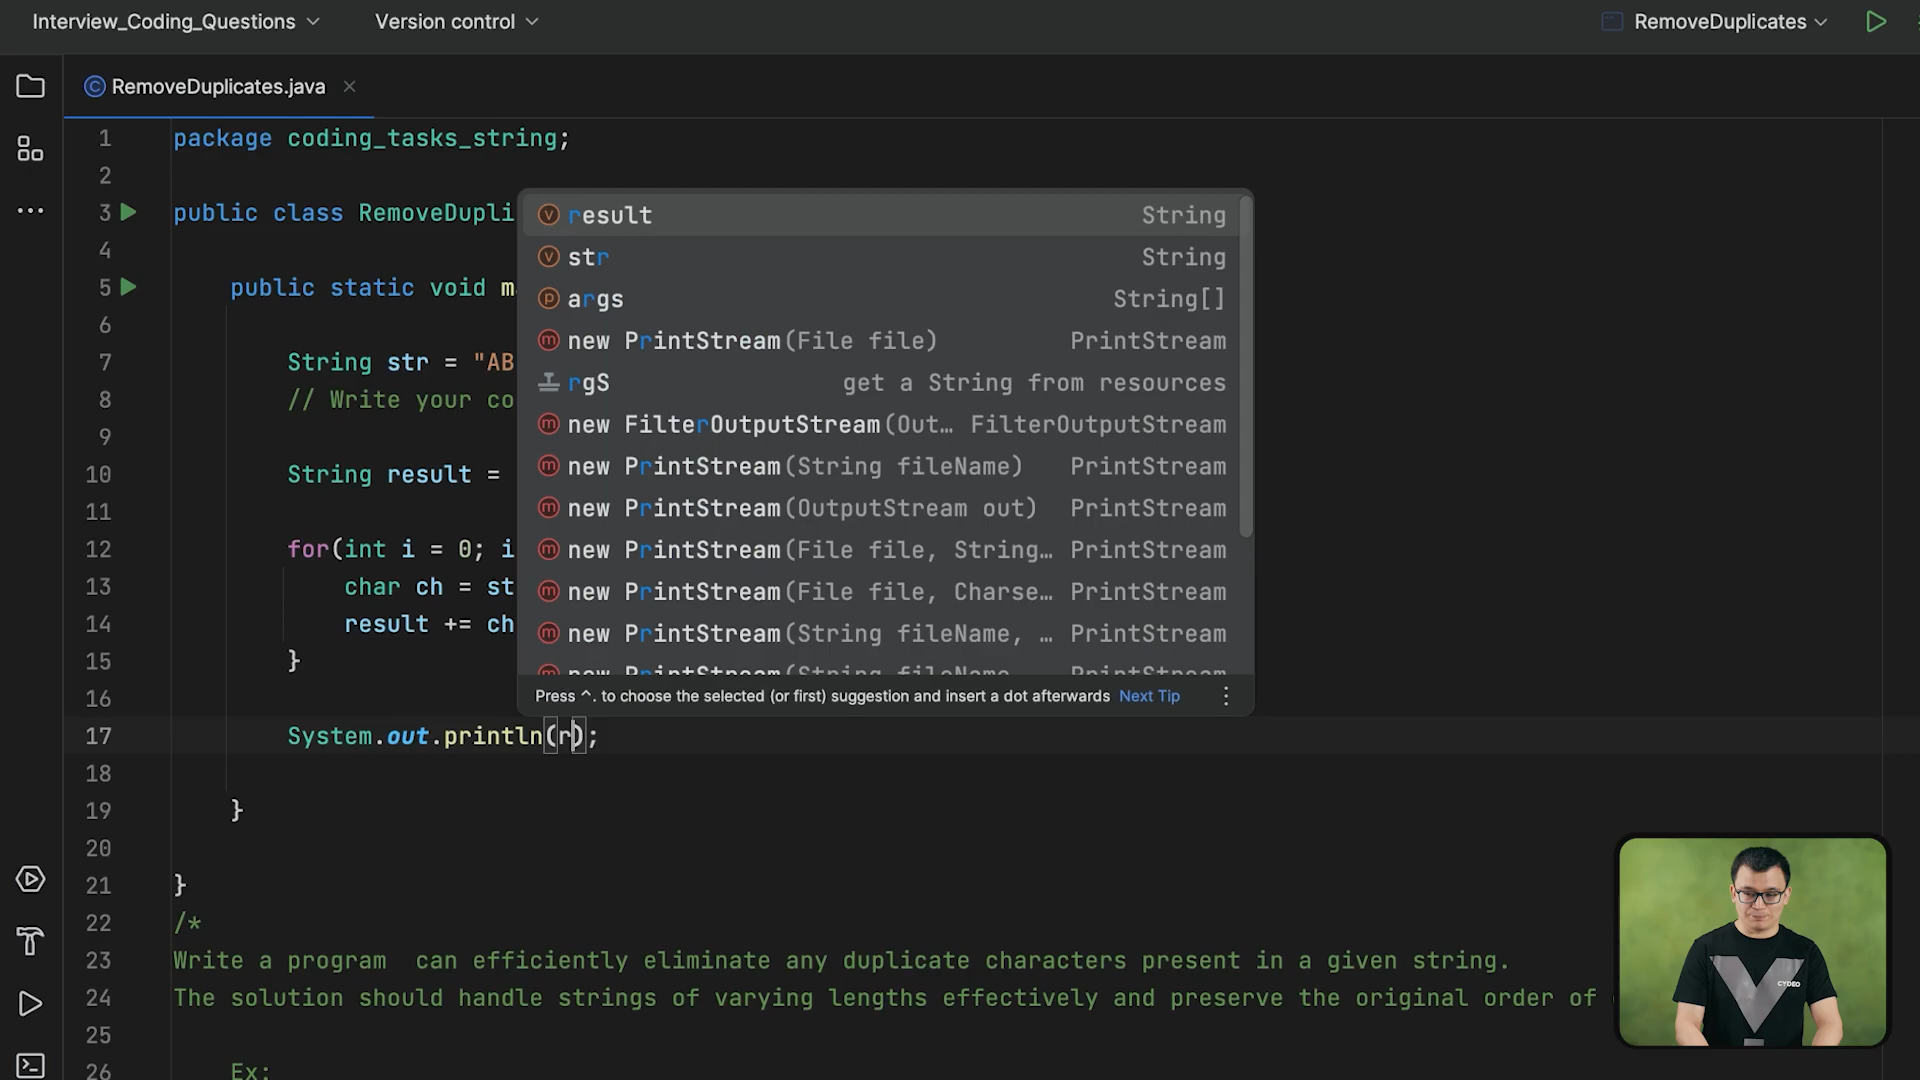 Interview_Coding_Questions Version control RemoveDuplicates
RemoveDuplicates.java
1 package coding_tasks_string;
2
3 public class RemoveDupli
4
5 public static void m
6
7 String str = "AB
8 // Write your co
9
10 String result =
11
12 for(int i = 0; i
13 char ch = st
14 result += ch
15 }
16
17 System.out.println(r);
18
19 }
20
21 }
22 /*
23 Write a program can efficiently eliminate any duplicate characters present in a given string.
24 The solution should handle strings of varying lengths effectively and preserve the original order of
25
26 Ex:
result String
str String
args String[]
new PrintStream(File file) PrintStream
rgS get a String from resources
new FilterOutputStream(Out… FilterOutputStream
new PrintStream(String fileName) PrintStream
new PrintStream(OutputStream out) PrintStream
new PrintStream(File file, String… PrintStream
new PrintStream(File file, Charse… PrintStream
new PrintStream(String fileName, … PrintStream
new PrintStream(String fileName PrintStream
Press ^. to choose the selected (or first) suggestion and insert a dot afterwards Next Tip
CYDEO